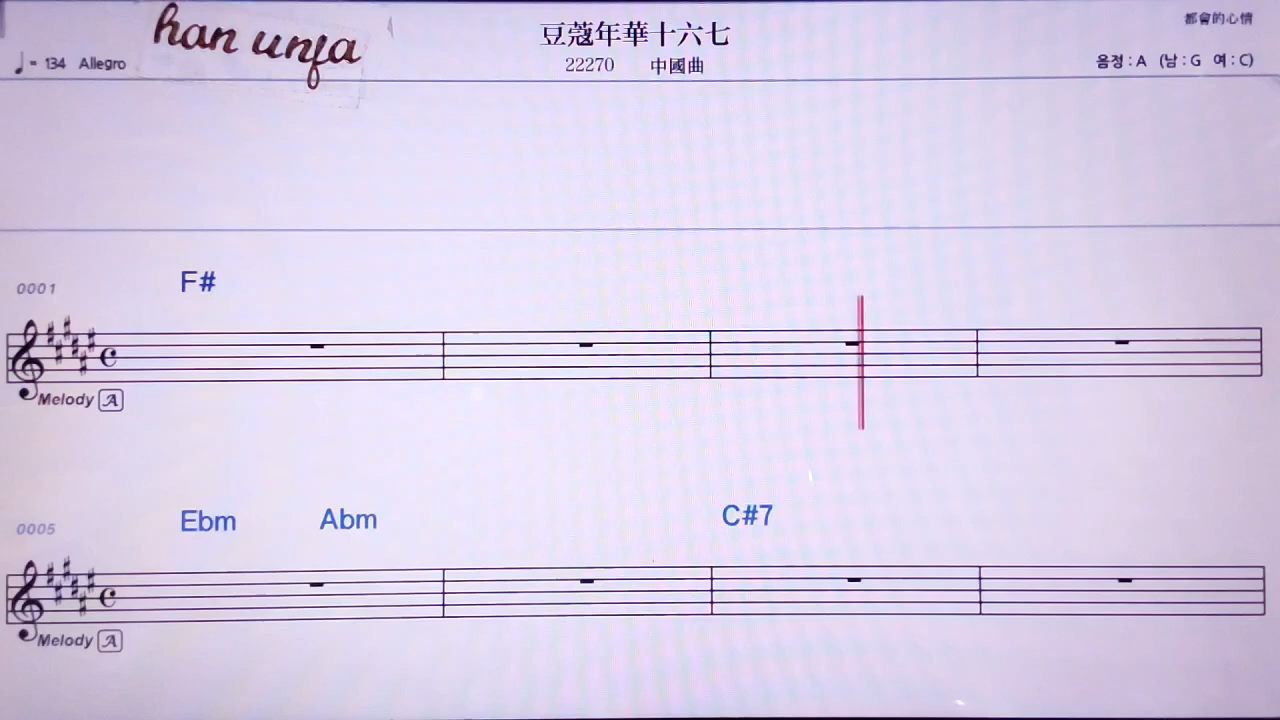 han unfa
豆蔻年華十六七
都會的心情
♩= 134 Allegro
22270 中國曲
음정 : A (남 : G 여 : C)
0001
F#
Melody A
0005
Ebm Abm C#7
Melody A